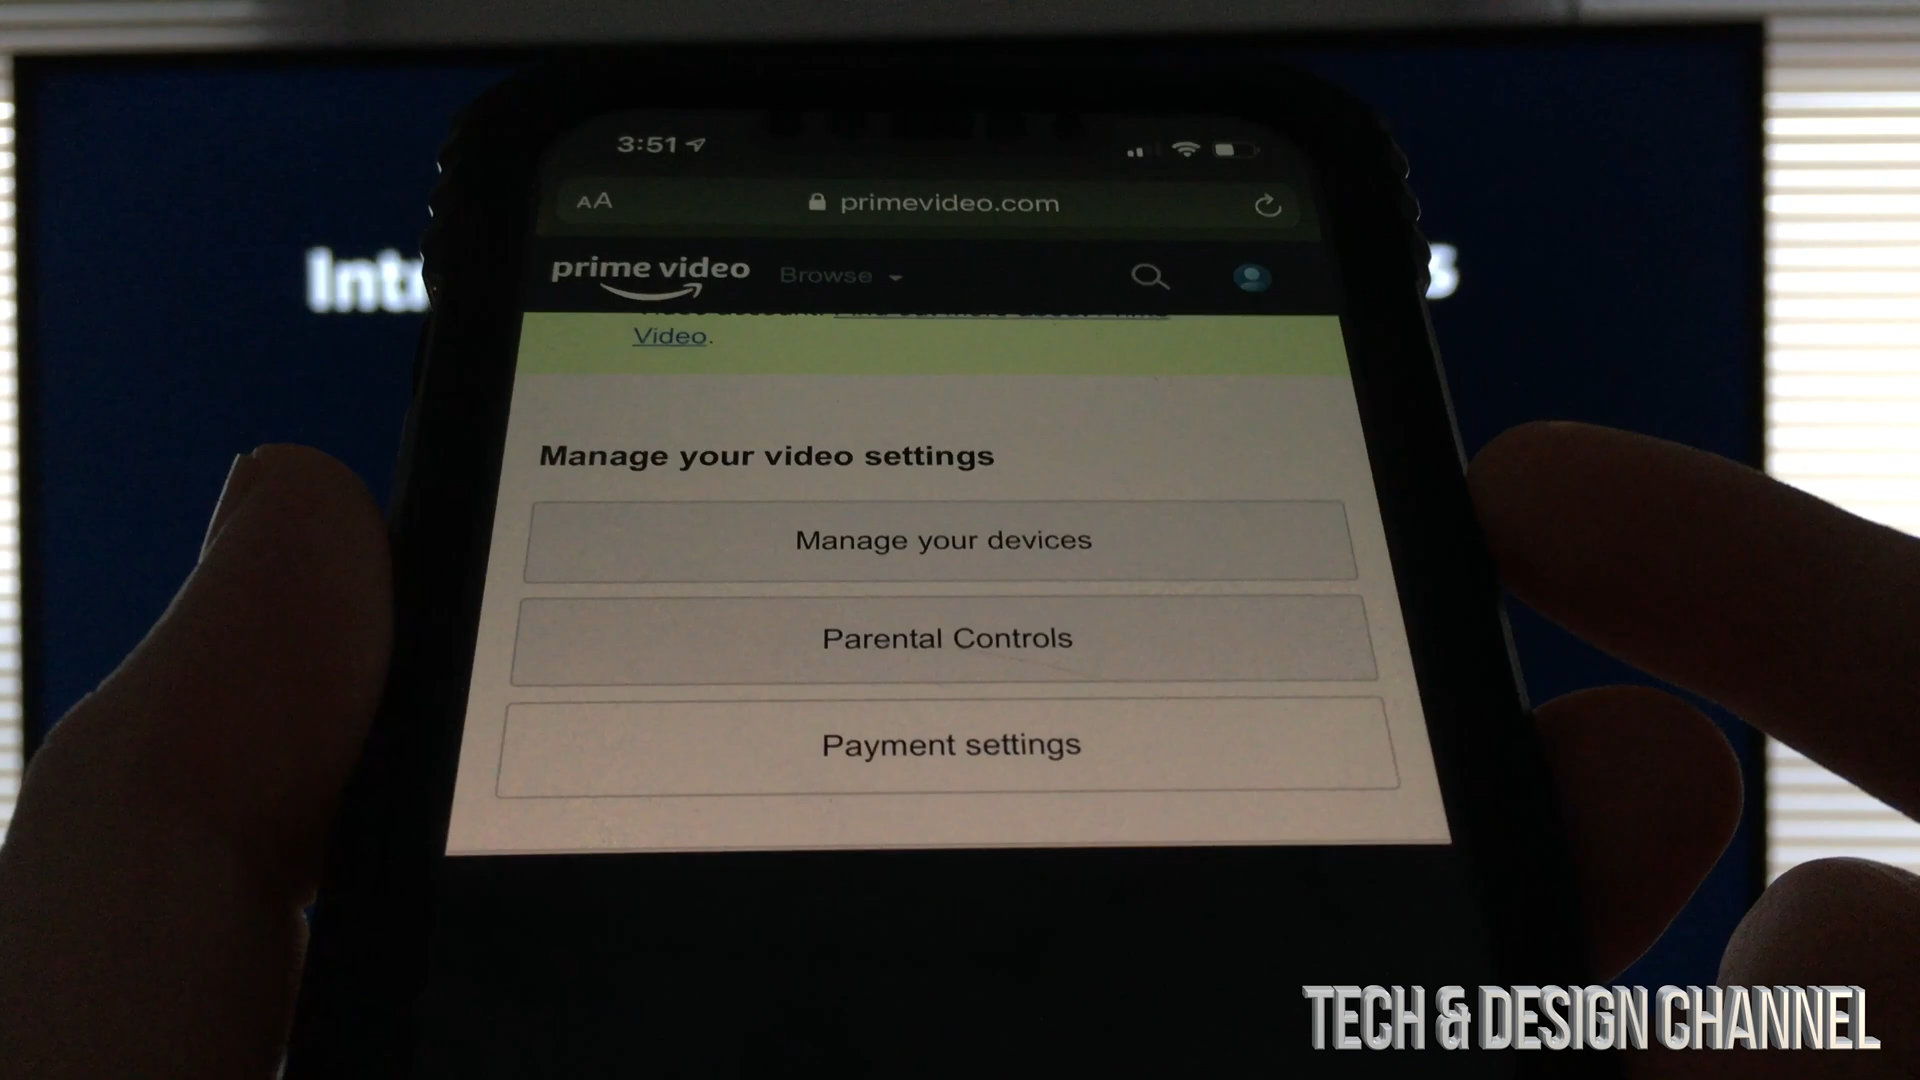 3:51
AA primevideo.com
prime video Browse
Video.
Manage your video settings
Manage your devices
Parental Controls
Payment settings
TECH & DESIGN CHANNEL